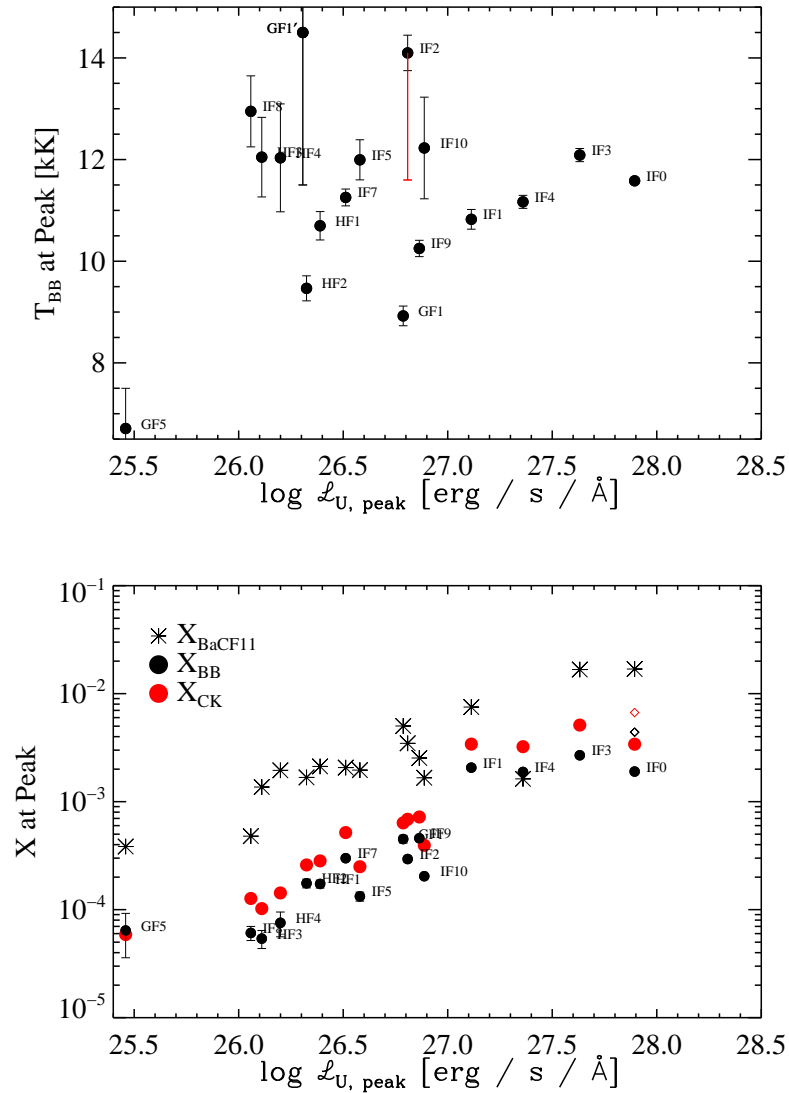 14
12
10
8
T_BB at Peak [kK]
GF1′
IF2
IF8
HF3
HF4
IF5
IF10
IF3
IF0
IF7
HF1
IF1
IF4
IF9
HF2
GF1
GF5
25.5 26.0 26.5 27.0 27.5 28.0 28.5
log ℒ_U, peak [erg / s / Å]
10^-1
10^-2
10^-3
10^-4
10^-5
X at Peak
X_BaCF11
X_BB
X_CK
IF1
IF4
IF3
IF0
GF1
IF9
IF7
IF2
HF2
HF1
IF5
IF10
GF5
IF8
HF3
HF4
25.5 26.0 26.5 27.0 27.5 28.0 28.5
log ℒ_U, peak [erg / s / Å]